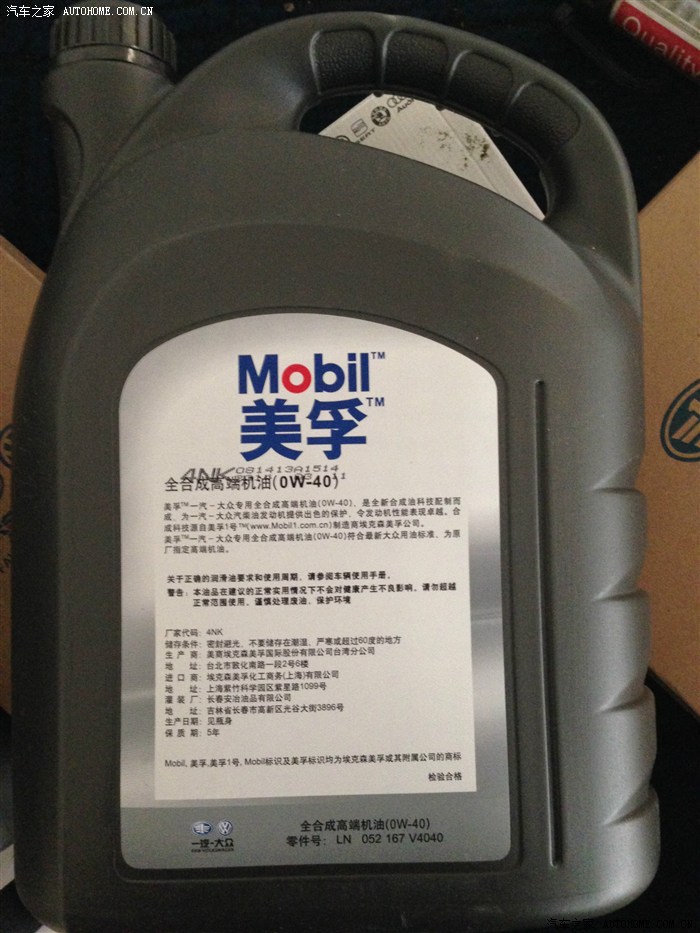 汽车之家 AUTOHOME.COM.CN
Quality
Mobil™
美孚™
4NK 081413A1514
全合成高端机油(0W-40)
美孚™一汽-大众专用全合成高端机油(0W-40)、是全新合成油科技配制而
成、为一汽-大众汽柴油发动机提供出色的保护、令发动机性能表现卓越。合
成科技源自美孚1号™(www.Mobil1.com.cn)制造商埃克森美孚公司。
美孚™一汽-大众专用全合成高端机油(0W-40)符合最新大众用油标准、为原
厂指定高端机油。
关于正确的润滑油要求和使用周期，请参阅车辆使用手册。
警告：本油品在建议的正常实用情况下不会对健康产生不良影响，请勿超越
正常范围使用，谨慎处理废油，保护环境
厂家代码：4NK
储存条件：密封避光、不要储存在潮湿、严寒或超过60度的地方
生 产 商：美商埃克森美孚国际股份有限公司台湾分公司
地 址：台北市敦化南路一段2号6楼
进 口 商：埃克森美孚化工商务(上海)有限公司
地 址：上海紫竹科学园区紫星路1099号
灌 装 厂：长春安冶油品有限公司
地 址：吉林省长春市高新区光谷大街3896号
生产日期：见瓶身
保 质 期：5年
Mobil, 美孚,美孚1号, Mobil标识及美孚标识均为埃克森美孚或其附属公司的商标
检验合格
一汽-大众
FAW-VOLKSWAGEN
全合成高端机油(0W-40)
零件号： LN 052 167 V4040
汽车之家 AUTOHOME.COM.CN